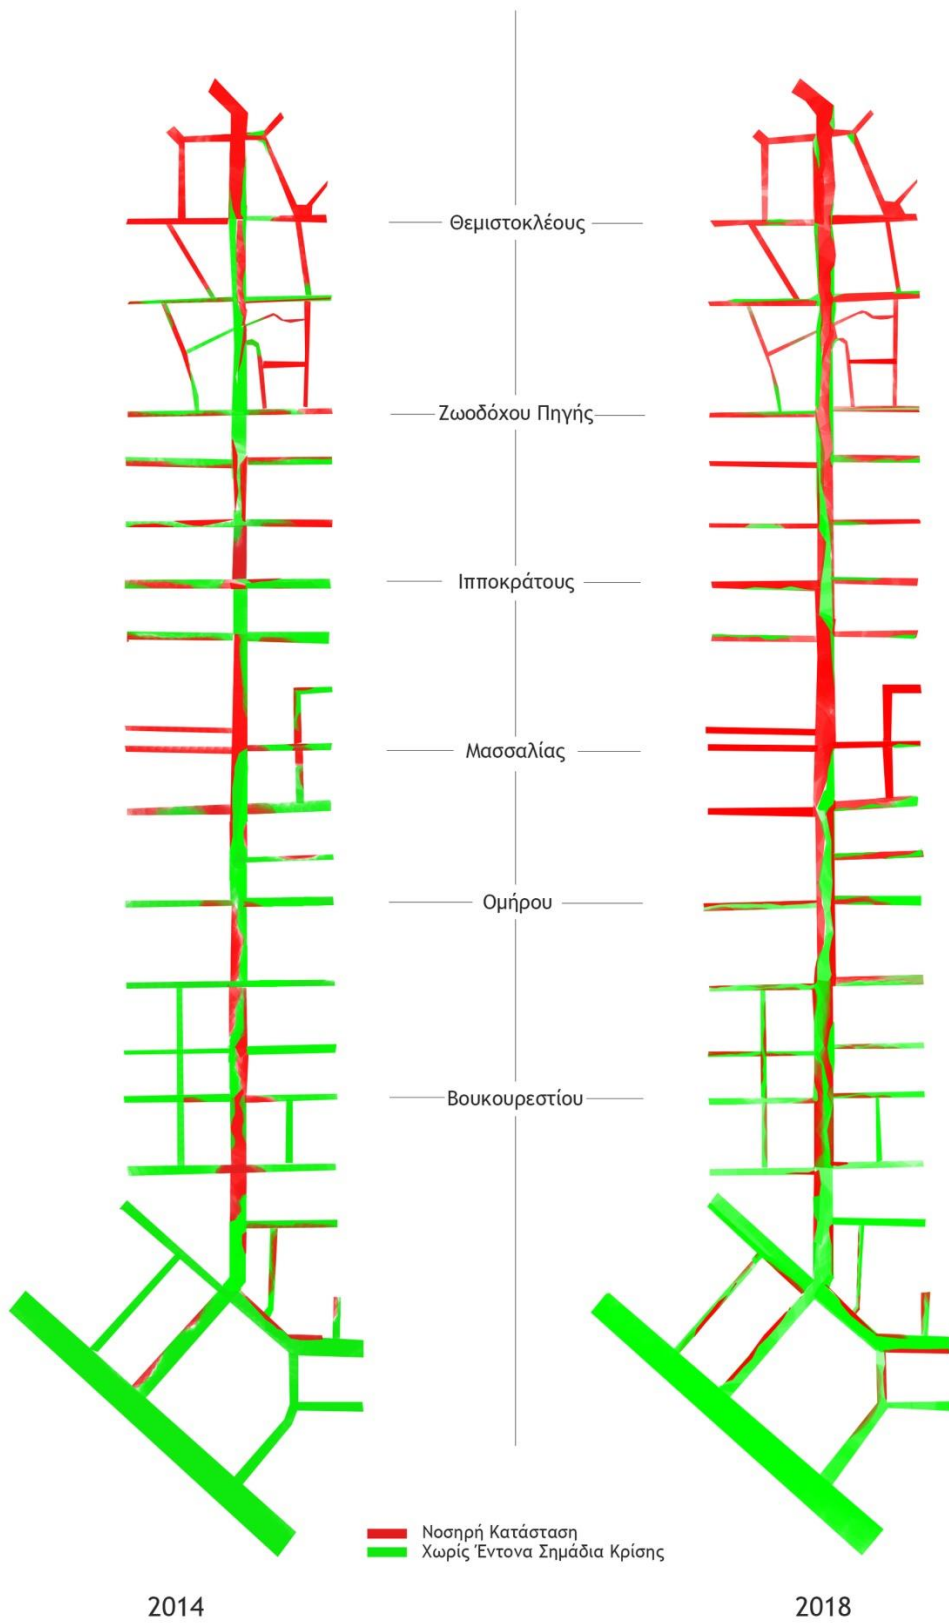 Θεμιστοκλέους
Ζωοδόχου Πηγής
Ιπποκράτους
Μασσαλίας
Ομήρου
Βουκουρεστίου
Νοσηρή Κατάσταση
Χωρίς Έντονα Σημάδια Κρίσης
2014
2018